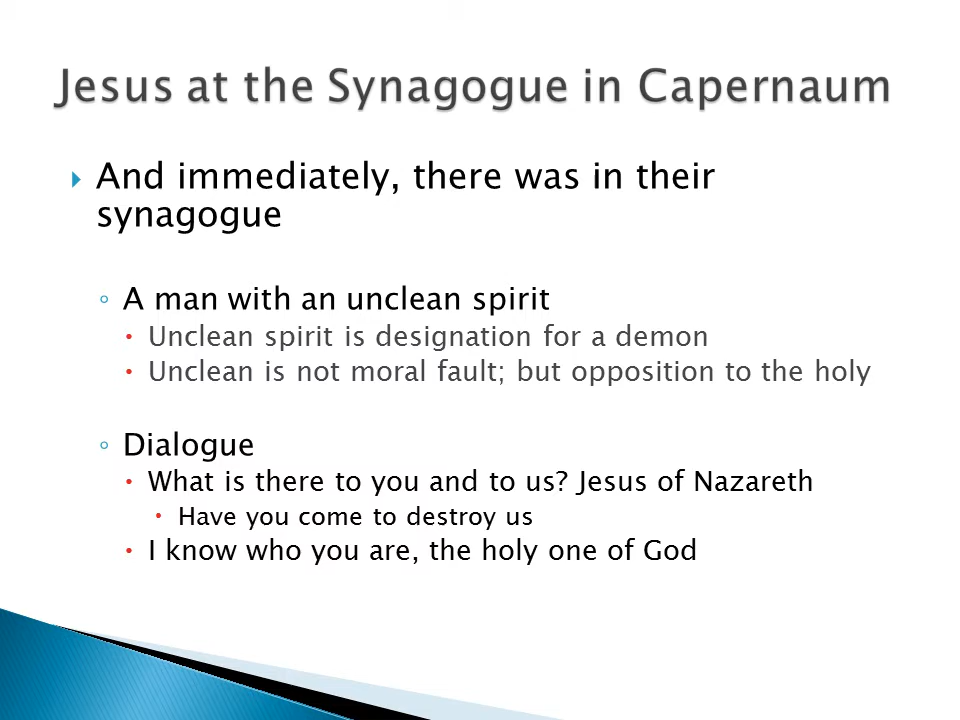 Jesus at the Synagogue in Capernaum
And immediately, there was in their
synagogue
A man with an unclean spirit
Unclean spirit is designation for a demon
Unclean is not moral fault; but opposition to the holy
Dialogue
What is there to you and to us? Jesus of Nazareth
Have you come to destroy us
I know who you are, the holy one of God